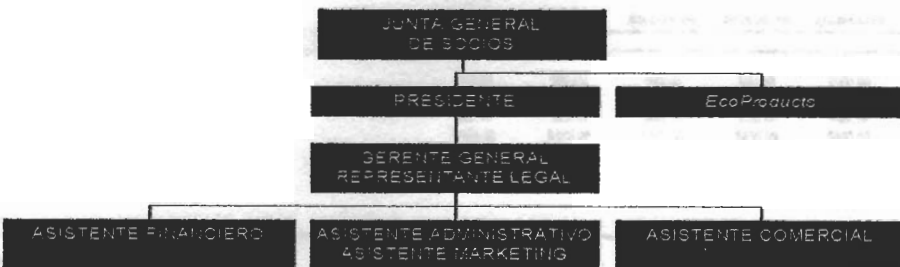 JUNTA GENERAL
DE SOCIOS
PRESIDENTE
EcoProducts
GERENTE GENERAL
REPRESENTANTE LEGAL
ASISTENTE FINANCIERO
ASISTENTE ADMINISTRATIVO
ASISTENTE MARKETING
ASISTENTE COMERCIAL